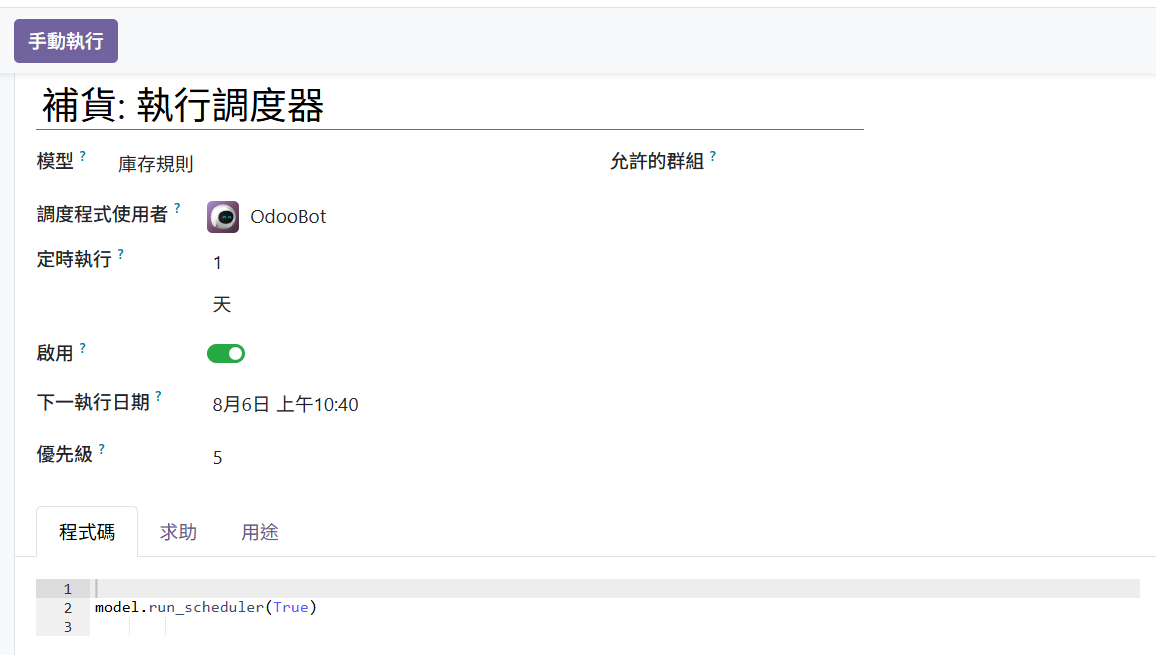 手動執行
補貨: 執行調度器
模型 ? 庫存規則 允許的群組 ?
調度程式使用者 ? OdooBot
定時執行 ? 1
天
啟用 ?
下一執行日期 ? 8月6日 上午10:40
優先級 ? 5
程式碼 求助 用途
1
2 model.run_scheduler(True)
3